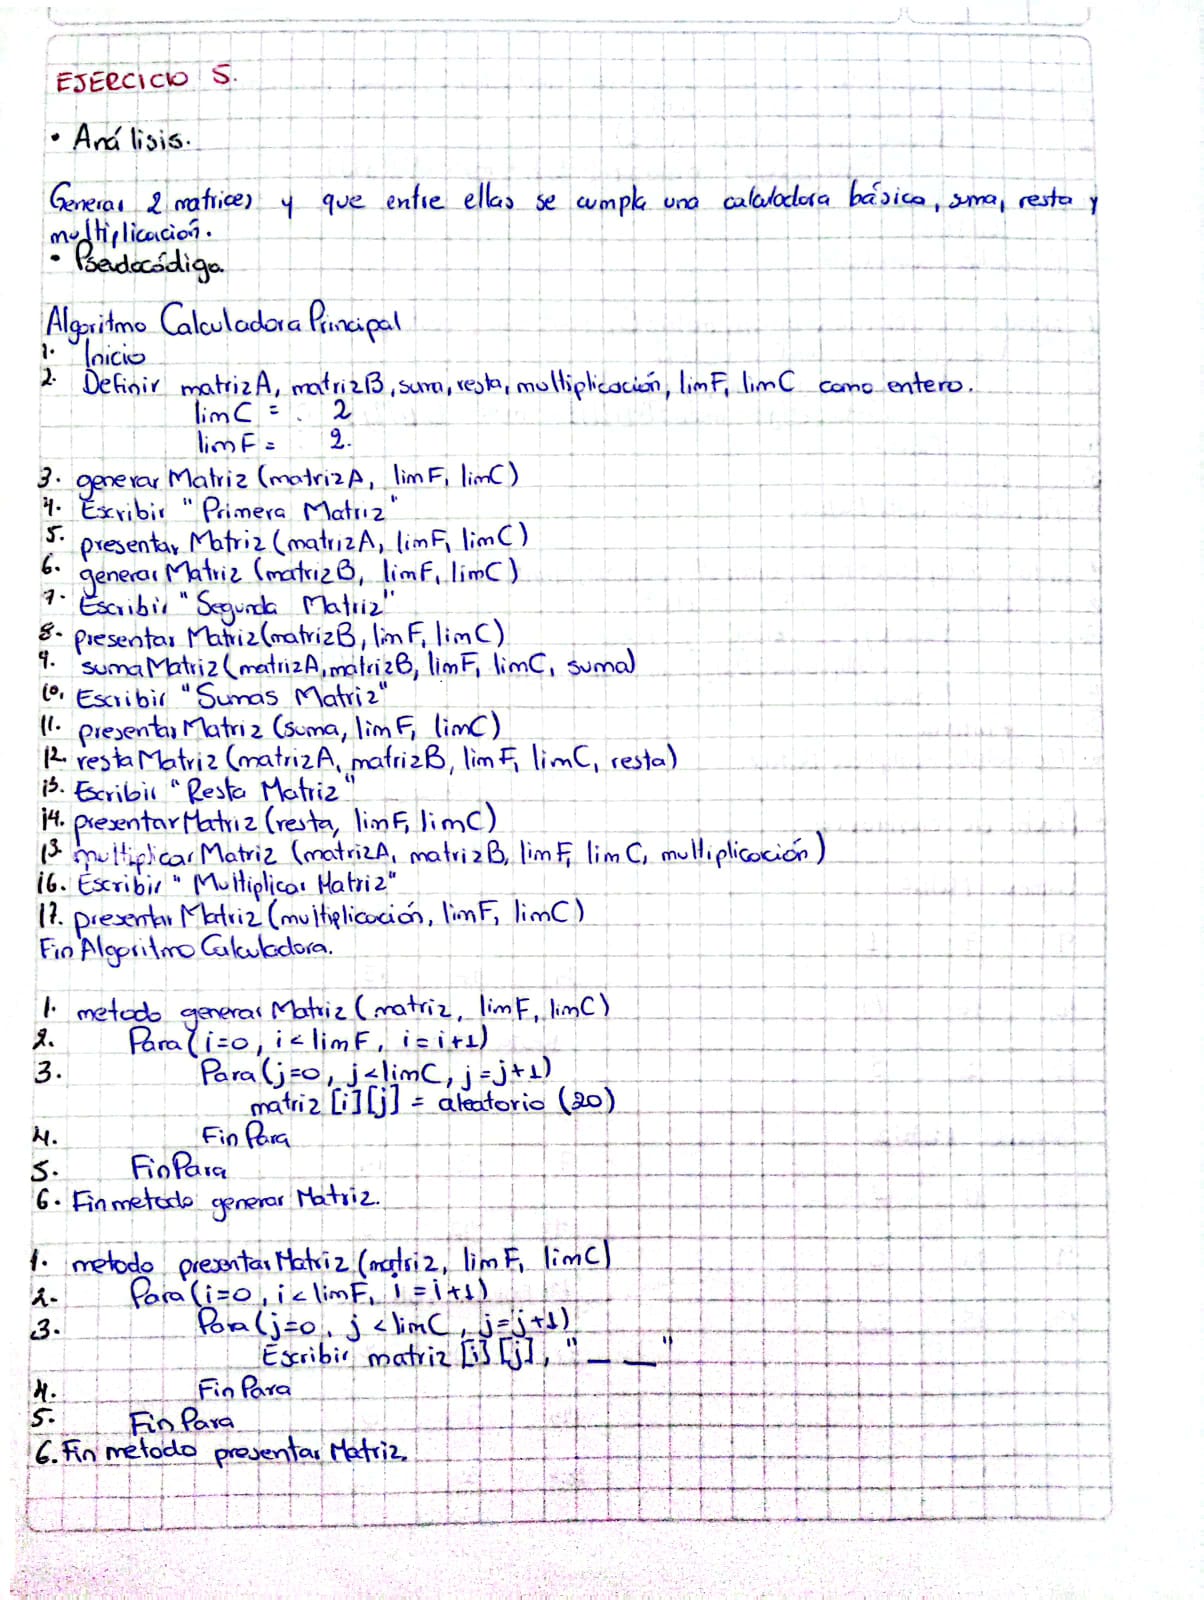 EJERCICIO 5.
• Análisis.
Generar 2 matrices y que entre ellas se cumpla una calculadora básica, suma, resta y
multiplicación.
• Pseudocódigo.
Algoritmo Calculadora Principal
1. Inicio
2. Definir matrizA, matrizB, suma, resta, multiplicación, limF, limC como entero.
limC = 2
limF = 2.
3. generar Matriz (matrizA, limF, limC)
4. Escribir "Primera Matriz"
5. presentar Matriz (matrizA, limF, limC)
6. generar Matriz (matrizB, limF, limC)
7. Escribir "Segunda Matriz"
8. presentar Matriz (matrizB, limF, limC)
9. sumaMatriz (matrizA, matrizB, limF, limC, suma)
10. Escribir "Sumas Matriz"
11. presentar Matriz (suma, limF, limC)
12. resta Matriz (matrizA, matrizB, limF, limC, resta)
13. Escribir "Resta Matriz"
14. presentar Matriz (resta, limF, limC)
15. multiplicar Matriz (matrizA, matrizB, limF, limC, multiplicación)
16. Escribir "Multiplicar Matriz"
17. presentar Matriz (multiplicación, limF, limC)
Fin Algoritmo Calculadora.
1. metodo generar Matriz (matriz, limF, limC)
2. Para (i=0, i<limF, i=i+1)
3. Para (j=0, j<limC, j=j+1)
matriz [i][j] = aleatorio (20)
4. Fin Para
5. Fin Para
6. Fin metodo generar Matriz.
1. metodo presentar Matriz (matriz, limF, limC)
2. Para (i=0, i<limF, i=i+1)
3. Para (j=0, j<limC, j=j+1)
Escribir matriz [i][j], "_ _"
4. Fin Para
5. Fin Para
6. Fin metodo presentar Matriz.